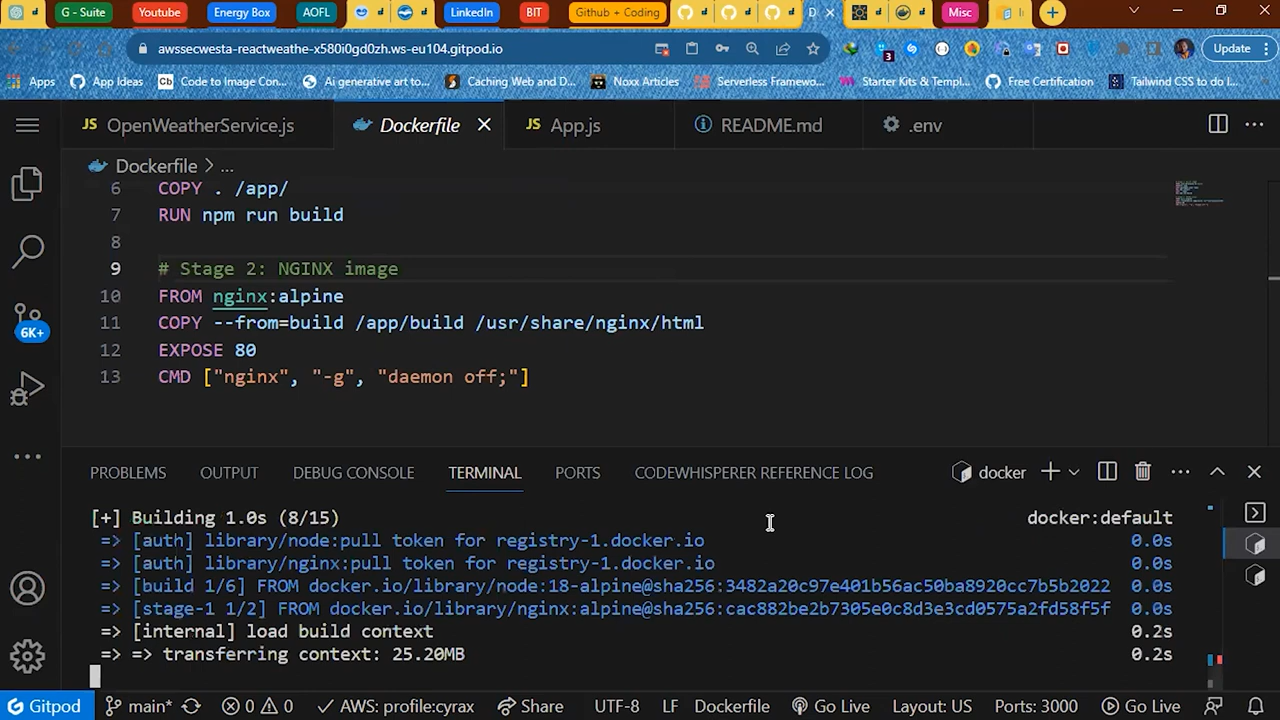 G - Suite Youtube Energy Box AOFL LinkedIn BIT Github + Coding D Misc
awssecwesta-reactweathe-x580i0gd0zh.ws-eu104.gitpod.io 3 Update
Apps App Ideas Cb Code to Image Con... Ai generative art to... Caching Web and D... Noxx Articles Serverless Framewo... Starter Kits & Templ... Free Certification Tailwind CSS to do l...
JS OpenWeatherService.js Dockerfile JS App.js README.md .env
Dockerfile > ...
6 COPY . /app/
7 RUN npm run build
8
9 # Stage 2: NGINX image
10 FROM nginx:alpine
11 COPY --from=build /app/build /usr/share/nginx/html
12 EXPOSE 80
13 CMD ["nginx", "-g", "daemon off;"]
6K+
PROBLEMS OUTPUT DEBUG CONSOLE TERMINAL PORTS CODEWHISPERER REFERENCE LOG docker
[+] Building 1.0s (8/15) docker:default
=> [auth] library/node:pull token for registry-1.docker.io 0.0s
=> [auth] library/nginx:pull token for registry-1.docker.io 0.0s
=> [build 1/6] FROM docker.io/library/node:18-alpine@sha256:3482a20c97e401b56ac50ba8920cc7b5b2022 0.0s
=> [stage-1 1/2] FROM docker.io/library/nginx:alpine@sha256:cac882be2b7305e0c8d3e3cd0575a2fd58f5f 0.0s
=> [internal] load build context 0.2s
=> => transferring context: 25.20MB 0.2s
Gitpod main* 0 0 AWS: profile:cyrax Share UTF-8 LF Dockerfile Go Live Layout: US Ports: 3000 Go Live